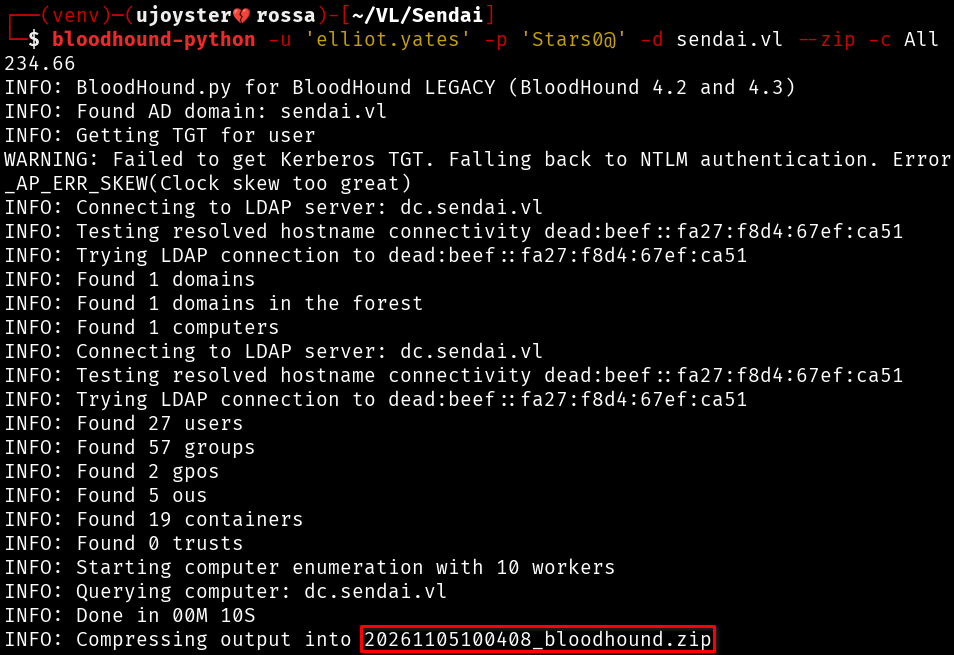 ┌──(venv)─(ujoyster💔rossa)-[~/VL/Sendai]
└─$ bloodhound-python -u 'elliot.yates' -p 'Stars0@' -d sendai.vl --zip -c All
234.66
INFO: BloodHound.py for BloodHound LEGACY (BloodHound 4.2 and 4.3)
INFO: Found AD domain: sendai.vl
INFO: Getting TGT for user
WARNING: Failed to get Kerberos TGT. Falling back to NTLM authentication. Error
_AP_ERR_SKEW(Clock skew too great)
INFO: Connecting to LDAP server: dc.sendai.vl
INFO: Testing resolved hostname connectivity dead:beef::fa27:f8d4:67ef:ca51
INFO: Trying LDAP connection to dead:beef::fa27:f8d4:67ef:ca51
INFO: Found 1 domains
INFO: Found 1 domains in the forest
INFO: Found 1 computers
INFO: Connecting to LDAP server: dc.sendai.vl
INFO: Testing resolved hostname connectivity dead:beef::fa27:f8d4:67ef:ca51
INFO: Trying LDAP connection to dead:beef::fa27:f8d4:67ef:ca51
INFO: Found 27 users
INFO: Found 57 groups
INFO: Found 2 gpos
INFO: Found 5 ous
INFO: Found 19 containers
INFO: Found 0 trusts
INFO: Starting computer enumeration with 10 workers
INFO: Querying computer: dc.sendai.vl
INFO: Done in 00M 10S
INFO: Compressing output into 20261105100408_bloodhound.zip